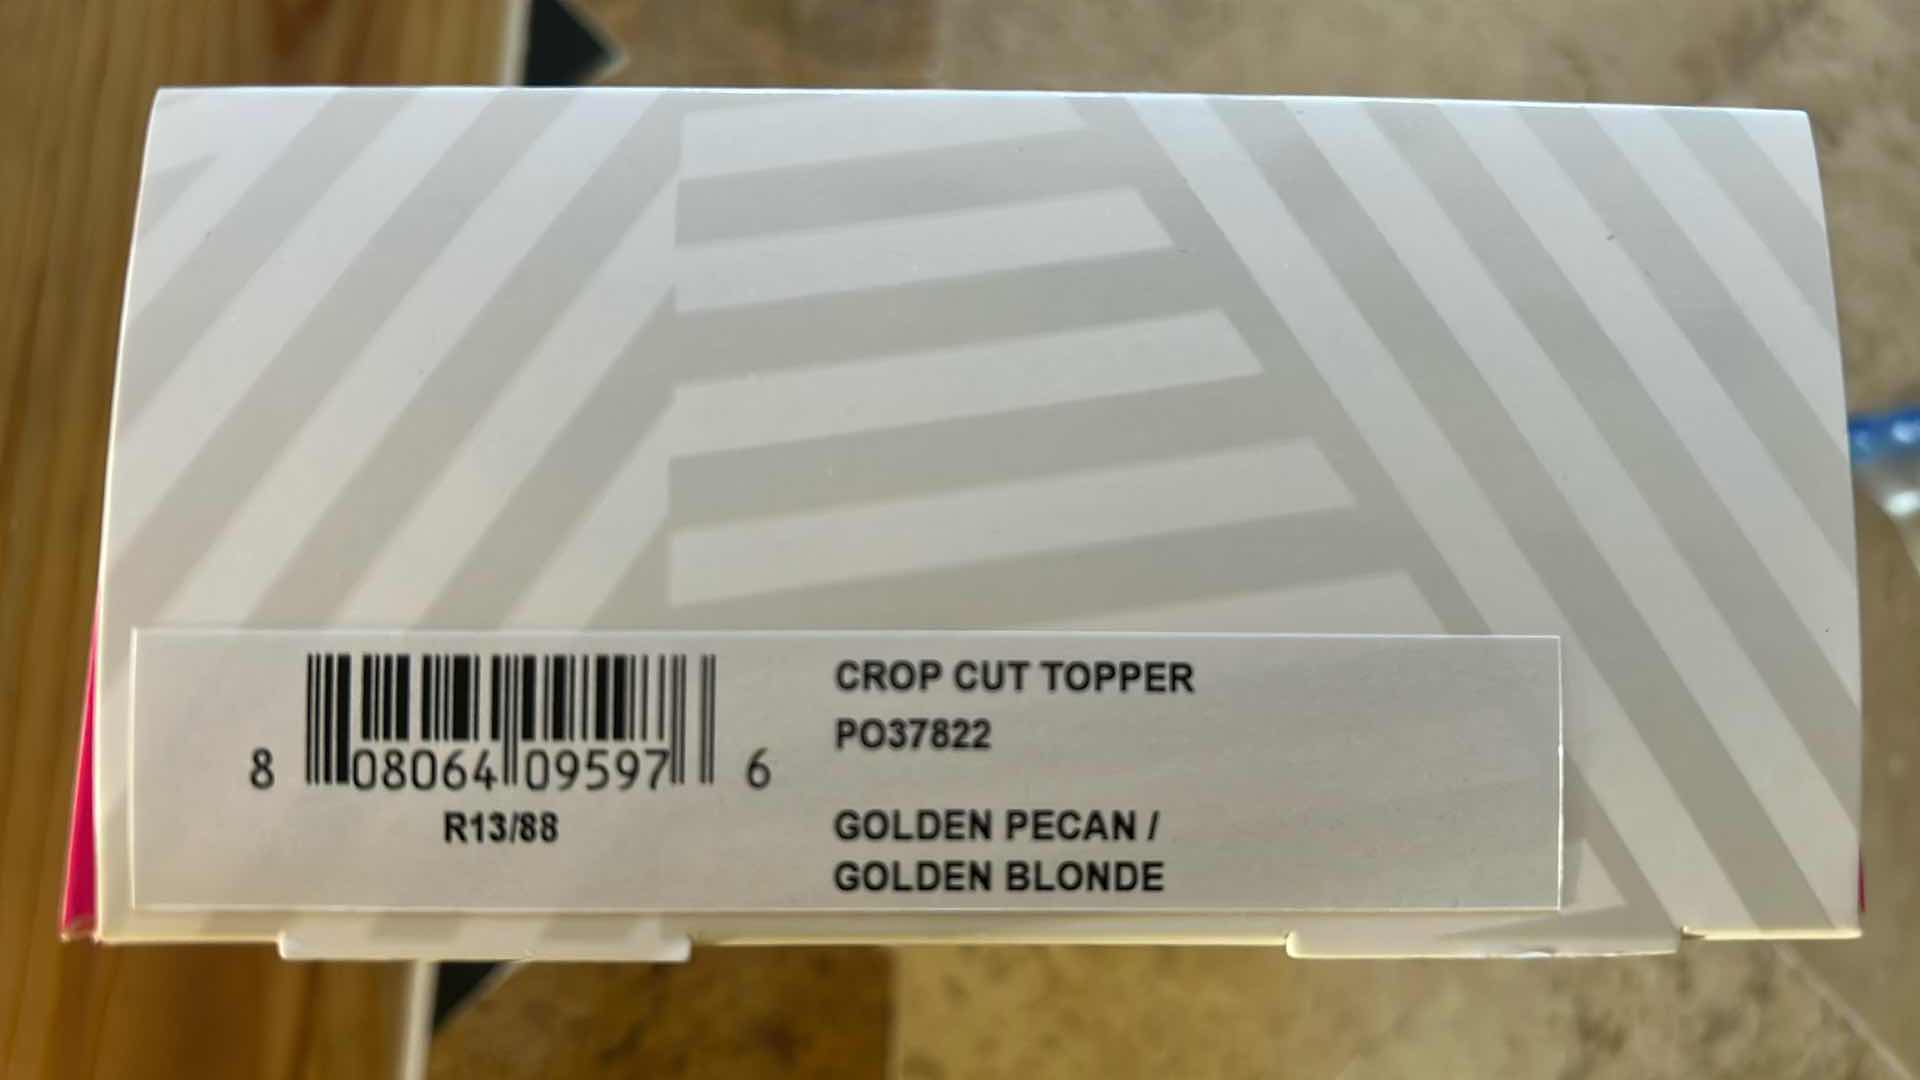 8 08064 09597 6
R13/88
CROP CUT TOPPER
PO37822
GOLDEN PECAN /
GOLDEN BLONDE